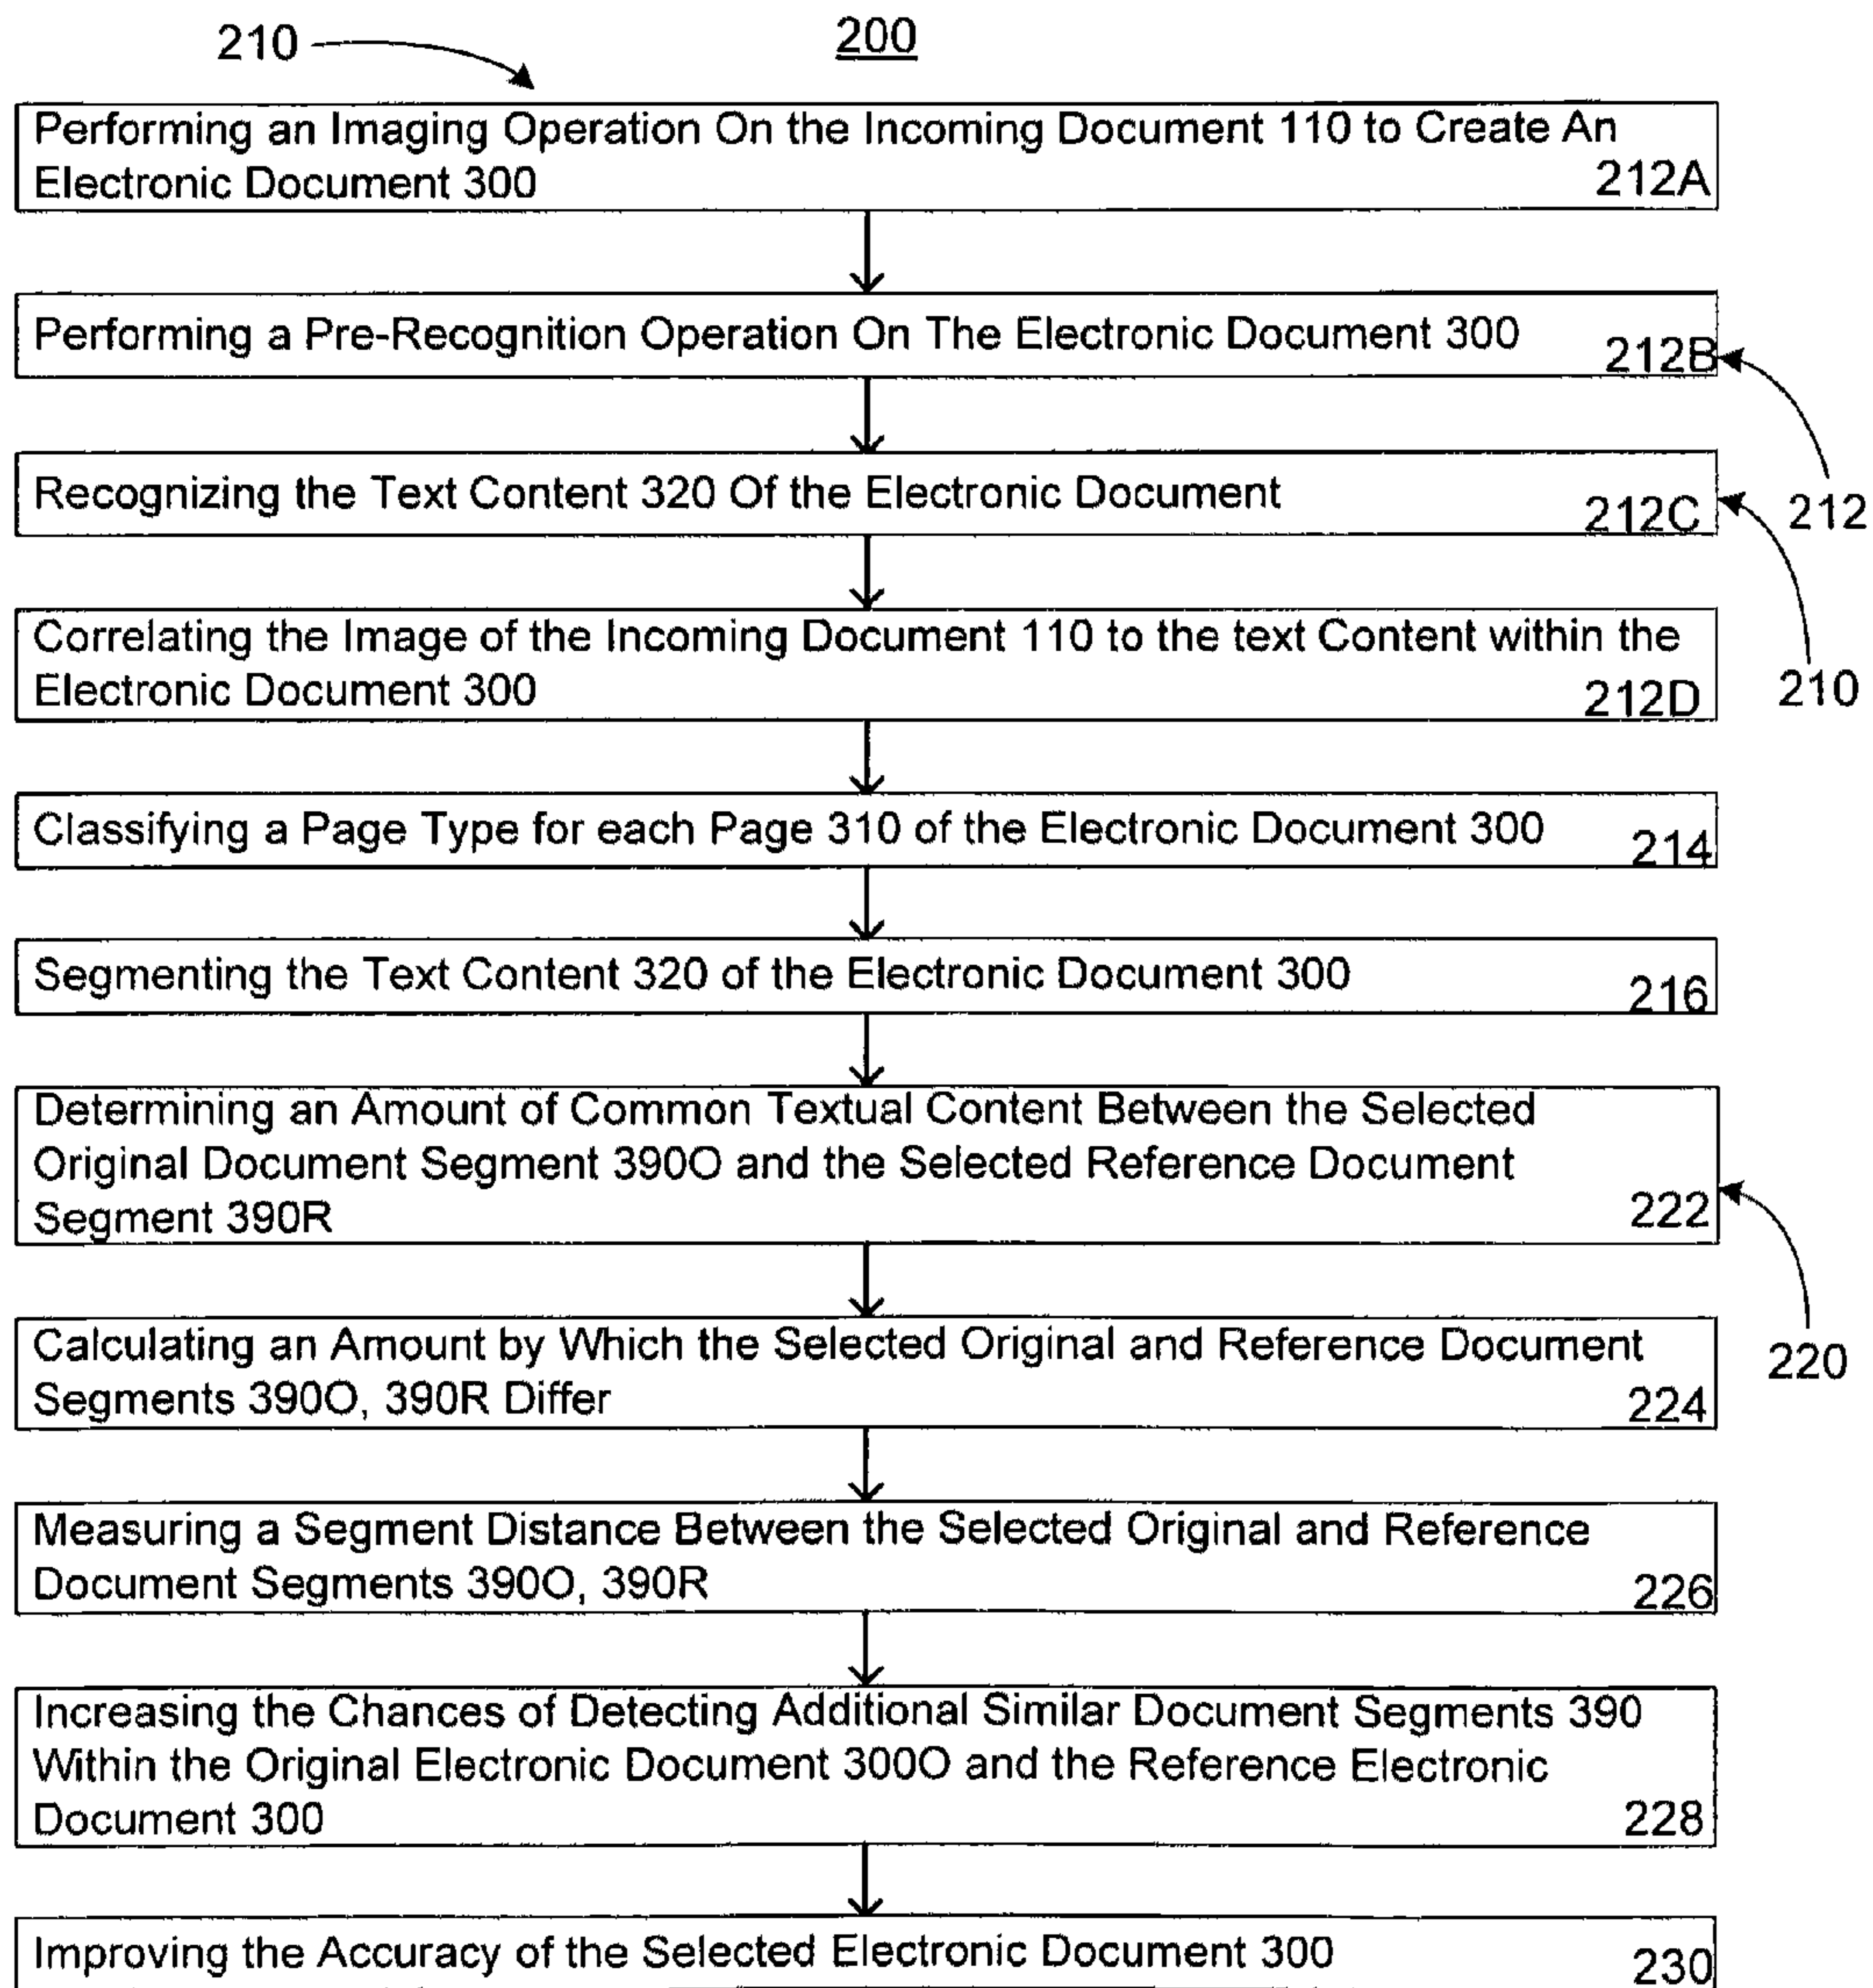 210
200
Performing an Imaging Operation On the Incoming Document 110 to Create An
Electronic Document 300
212A
Performing a Pre-Recognition Operation On The Electronic Document 300
212B
Recognizing the Text Content 320 Of the Electronic Document
212C
212
Correlating the Image of the Incoming Document 110 to the text Content within the
Electronic Document 300
212D
210
Classifying a Page Type for each Page 310 of the Electronic Document 300
214
Segmenting the Text Content 320 of the Electronic Document 300
216
Determining an Amount of Common Textual Content Between the Selected
Original Document Segment 390O and the Selected Reference Document
Segment 390R
222
220
Calculating an Amount by Which the Selected Original and Reference Document
Segments 390O, 390R Differ
224
Measuring a Segment Distance Between the Selected Original and Reference
Document Segments 390O, 390R
226
Increasing the Chances of Detecting Additional Similar Document Segments 390
Within the Original Electronic Document 300O and the Reference Electronic
Document 300
228
Improving the Accuracy of the Selected Electronic Document 300
230